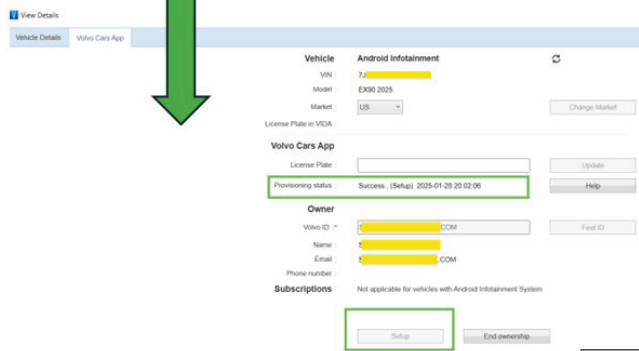 View Details
Vehicle Details Volvo Cars App
Vehicle Android Infotainment
VIN : 7J
Model : EX90 2025
Market : US Change Market
License Plate in VIDA :
Volvo Cars App
License Plate : Update
Provisioning status : Success , (Setup) 2025-01-28 20:02:06 Help
Owner
Volvo ID :* COM Find ID
Name :
Email : .COM
Phone number :
Subscriptions Not applicable for vehicles with Android Infotainment System
Setup End ownership